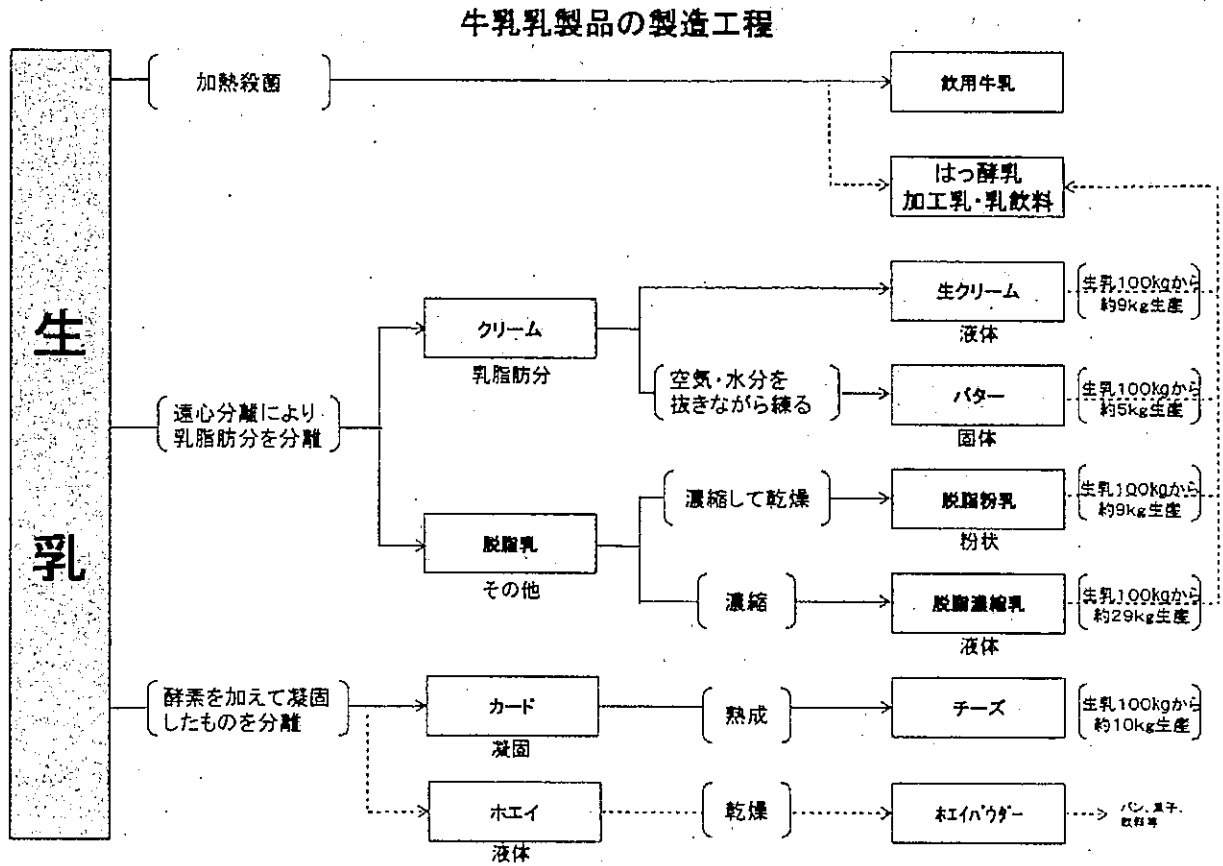 牛乳乳製品の製造工程
生
乳
加熱殺菌
飲用牛乳
はっ酵乳
加工乳・乳飲料
クリーム
乳脂肪分
生クリーム
液体
生乳100kgから
約9kg生産
遠心分離により
乳脂肪分を分離
空気・水分を
抜きながら練る
バター
固体
生乳100kgから
約5kg生産
脱脂乳
その他
濃縮して乾燥
脱脂粉乳
粉状
生乳100kgから
約9kg生産
濃縮
脱脂濃縮乳
液体
生乳100kgから
約29kg生産
酵素を加えて凝固
したものを分離
カード
凝固
熟成
チーズ
生乳100kgから
約10kg生産
ホエイ
液体
乾燥
ホエイパウダー
パン、菓子、
飲料等